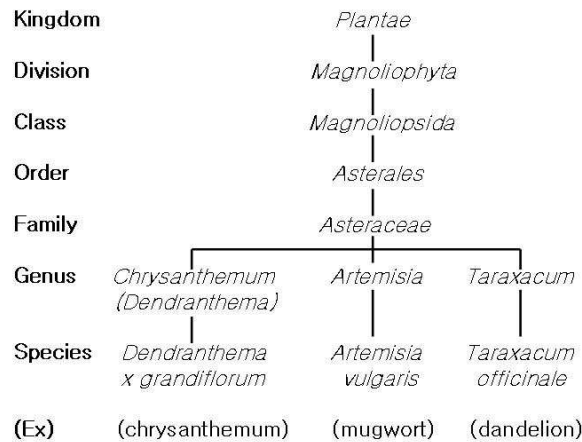 Kingdom Plantae
Division Magnoliophyta
Class Magnoliopsida
Order Asterales
Family Asteraceae
Genus Chrysanthemum Artemisia Taraxacum
(Dendranthema)
Species Dendranthema Artemisia Taraxacum
x grandiflorum vulgaris officinale
(Ex) (chrysanthemum) (mugwort) (dandelion)